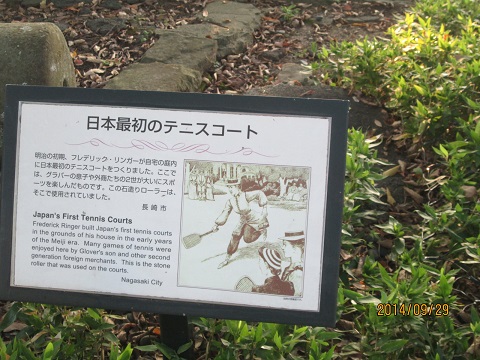 日本最初のテニスコート
明治の初期、フレデリック・リンガーが自宅の庭内
に日本最初のテニスコートをつくりました。ここで
は、グラバーの息子や外商たちの2世が大いにスポ
ーツを楽しんだものです。この石造りローラーは、
そこで使用されていました。
長崎市
Japan's First Tennis Courts
Frederick Ringer built Japan's first tennis courts
in the grounds of his house in the early years
of the Meiji era. Many games of tennis were
enjoyed here by Glover's son and other second
generation foreign merchants. This is the stone
roller that was used on the courts.
Nagasaki City
2014/09/29